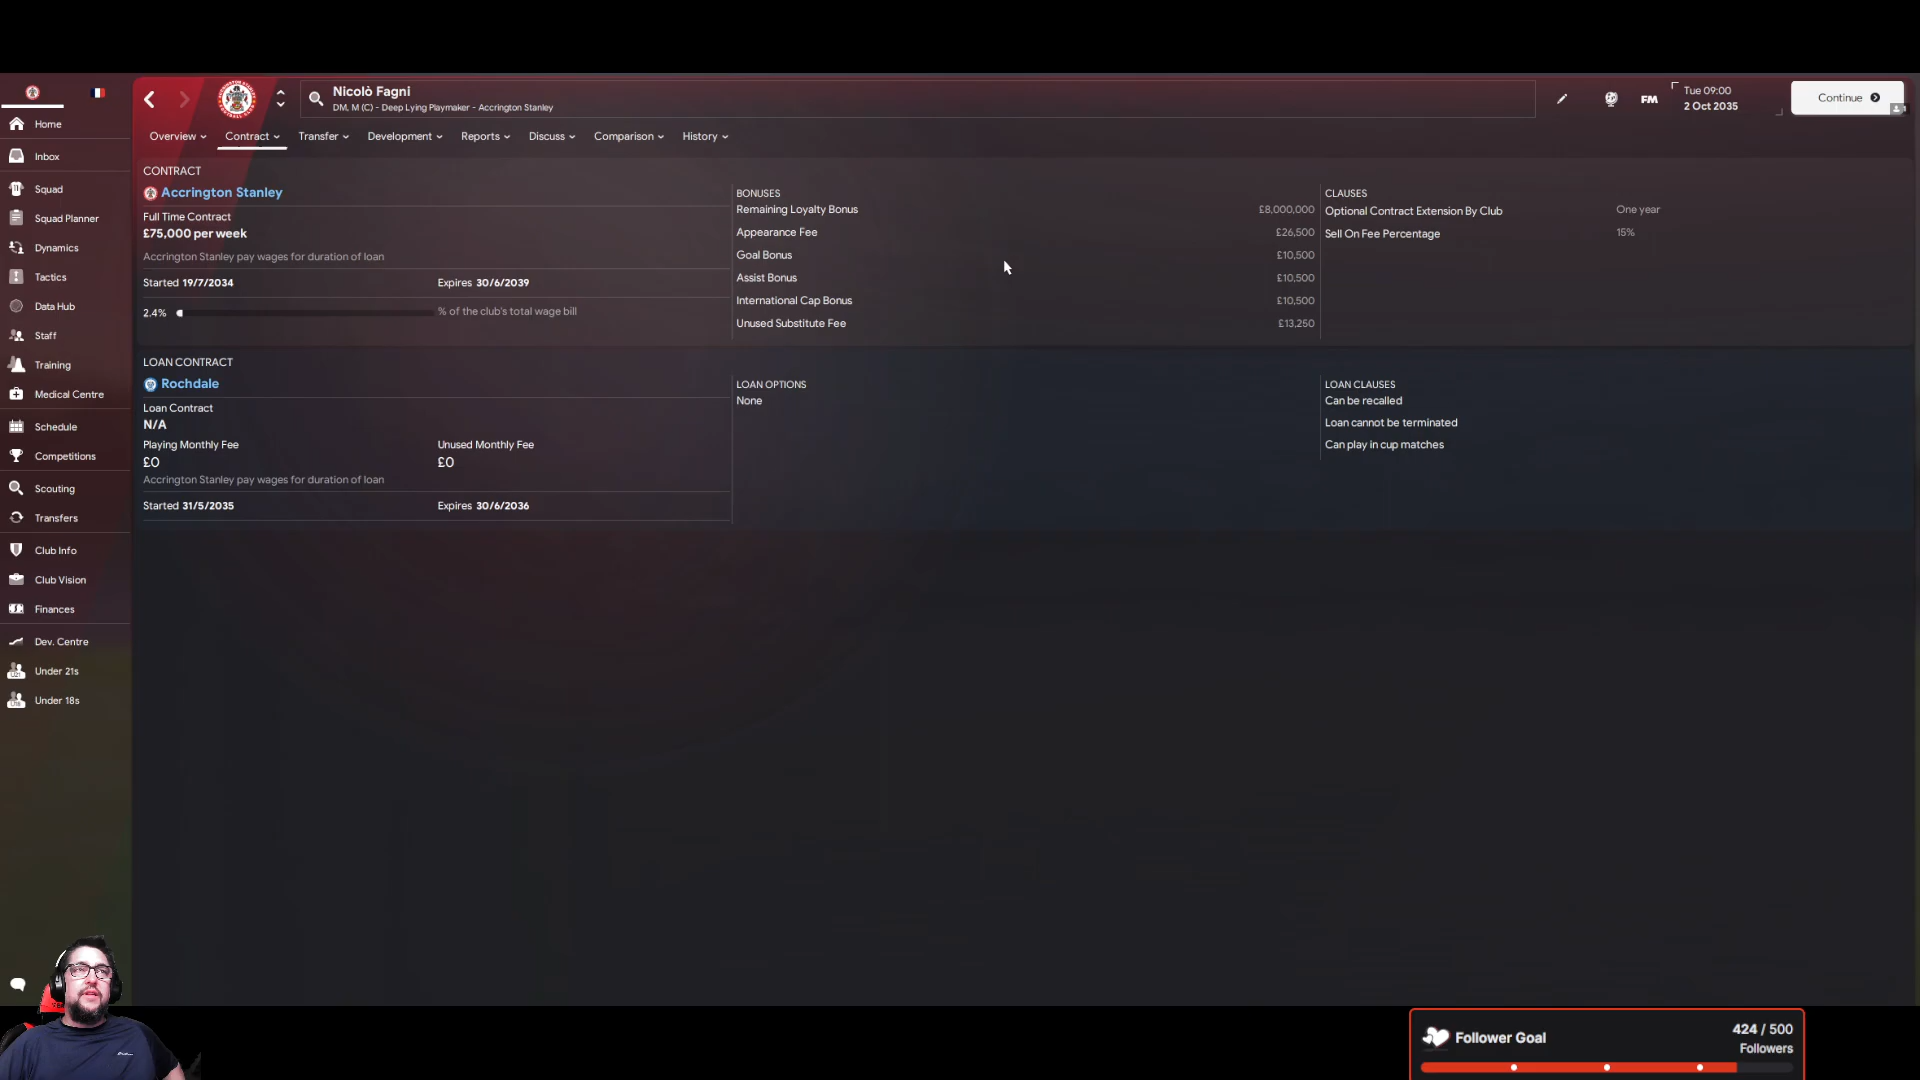 Nicolò Fagni
DM, M (C) - Deep Lying Playmaker - Accrington Stanley
FM
Tue 09:00
2 Oct 2035
Continue
Home
Inbox
Squad
Squad Planner
Dynamics
Tactics
Data Hub
Staff
Training
Medical Centre
Schedule
Competitions
Scouting
Transfers
Club Info
Club Vision
Finances
Dev. Centre
Under 21s
Under 18s
Overview
Contract
Transfer
Development
Reports
Discuss
Comparison
History
CONTRACT
Accrington Stanley
Full Time Contract
£75,000 per week
Accrington Stanley pay wages for duration of loan
Started 19/7/2034
Expires 30/6/2039
2.4%
% of the club's total wage bill
BONUSES
Remaining Loyalty Bonus £8,000,000
Appearance Fee £26,500
Goal Bonus £10,500
Assist Bonus £10,500
International Cap Bonus £10,500
Unused Substitute Fee £13,250
CLAUSES
Optional Contract Extension By Club One year
Sell On Fee Percentage 15%
LOAN CONTRACT
Rochdale
Loan Contract
N/A
Playing Monthly Fee
£0
Unused Monthly Fee
£0
Accrington Stanley pay wages for duration of loan
Started 31/5/2035
Expires 30/6/2036
LOAN OPTIONS
None
LOAN CLAUSES
Can be recalled
Loan cannot be terminated
Can play in cup matches
Follower Goal
424 / 500
Followers